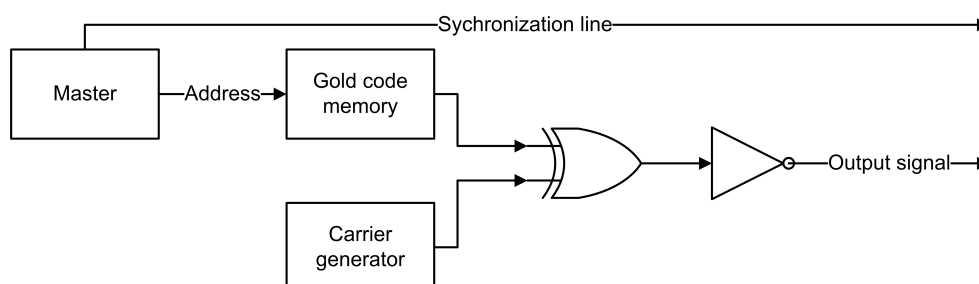 Sychronization line
Master
Address
Gold code
memory
Output signal
Carrier
generator